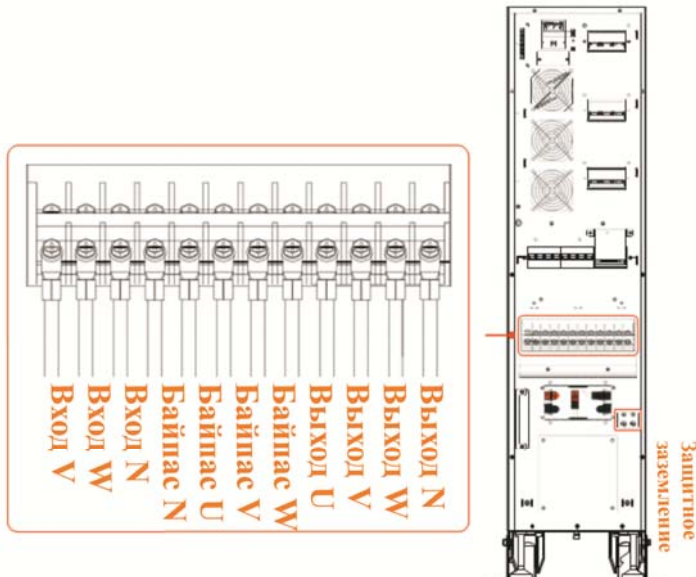 Вход V
Вход W
Вход N
Байпас N
Байпас U
Байпас V
Байпас W
Выход U
Выход V
Выход W
Выход N
Защитное
заземление